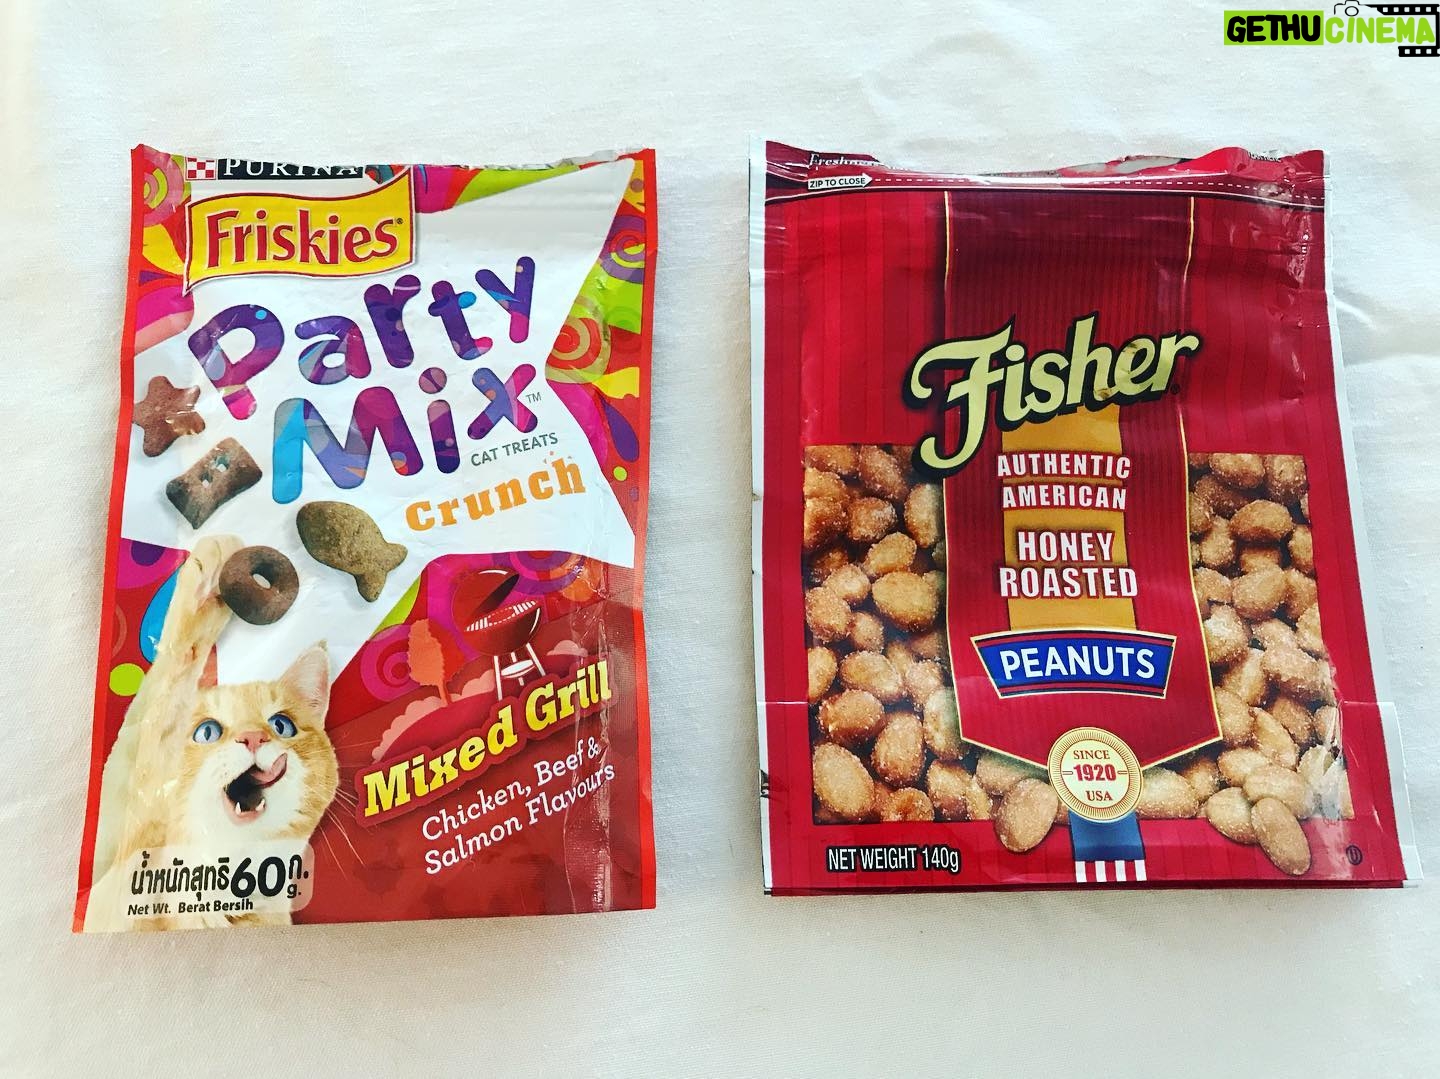 GETHUCINEMA
PURINA
Friskies
Party
Mix™
CAT TREATS
crunch
Mixed Grill
Chicken, Beef &
Salmon Flavours
น้ำหนักสุทธิ 60 ก.
g.
Net Wt. Berat Bersih
ZIP TO CLOSE
Fisher
AUTHENTIC
AMERICAN
HONEY
ROASTED
PEANUTS
SINCE
1920
USA
NET WEIGHT 140g